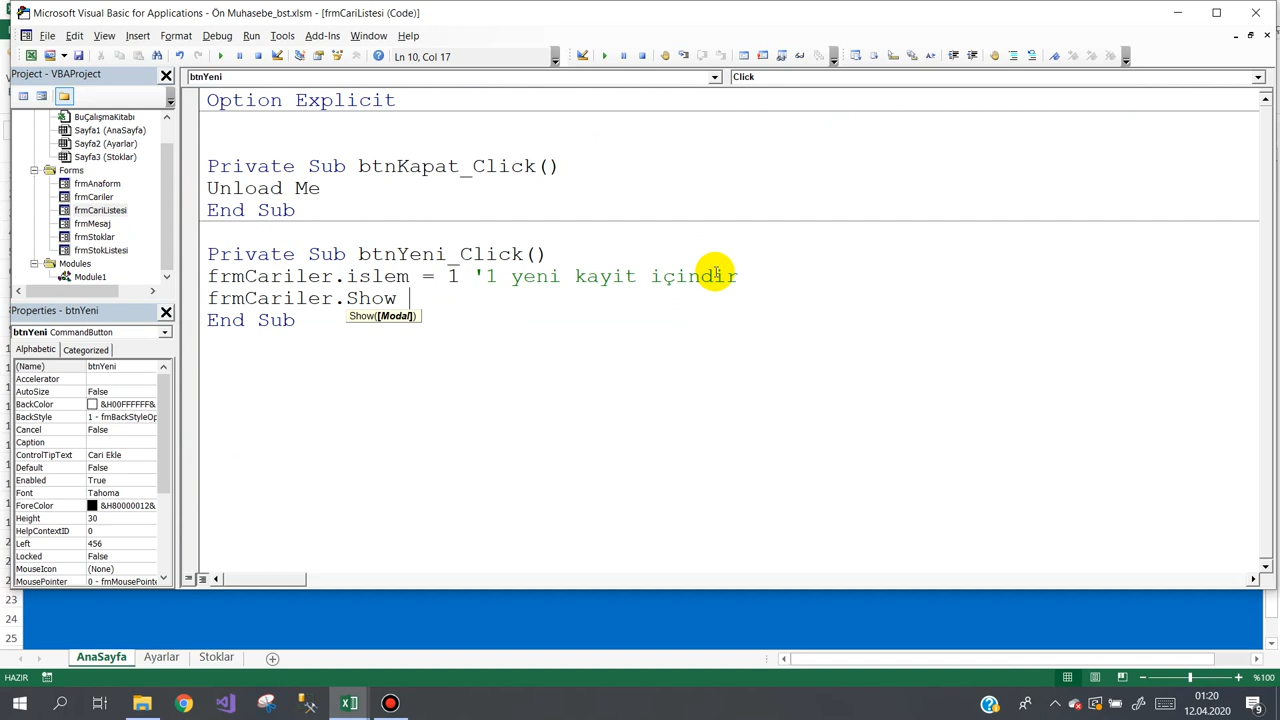 Microsoft Visual Basic for Applications - Ön Muhasebe_bst.xlsm - [frmCariListesi (Code)]
File Edit View Insert Format Debug Run Tools Add-Ins Window Help
Ln 10, Col 17
Project - VBAProject
btnYeni
Click
BuÇalışmaKitabı
Sayfa1 (AnaSayfa)
Sayfa2 (Ayarlar)
Sayfa3 (Stoklar)
Forms
frmAnaform
frmCariler
frmCariListesi
frmMesaj
frmStoklar
frmStokListesi
Modules
Module1
Option Explicit
Private Sub btnKapat_Click()
Unload Me
End Sub
Private Sub btnYeni_Click()
frmCariler.islem = 1 '1 yeni kayit içindir
frmCariler.Show
Show([Modal])
End Sub
Properties - btnYeni
btnYeni CommandButton
Alphabetic Categorized
(Name) btnYeni
Accelerator
AutoSize False
BackColor &H00FFFFFF&
BackStyle 1 - fmBackStyleOp
Cancel False
Caption
ControlTipText Cari Ekle
Default False
Enabled True
Font Tahoma
ForeColor &H80000012&
Height 30
HelpContextID 0
Left 456
Locked False
MouseIcon (None)
MousePointer 0 - fmMousePointe
23
24
25
AnaSayfa Ayarlar Stoklar
HAZIR
%100
01:20
12.04.2020
9